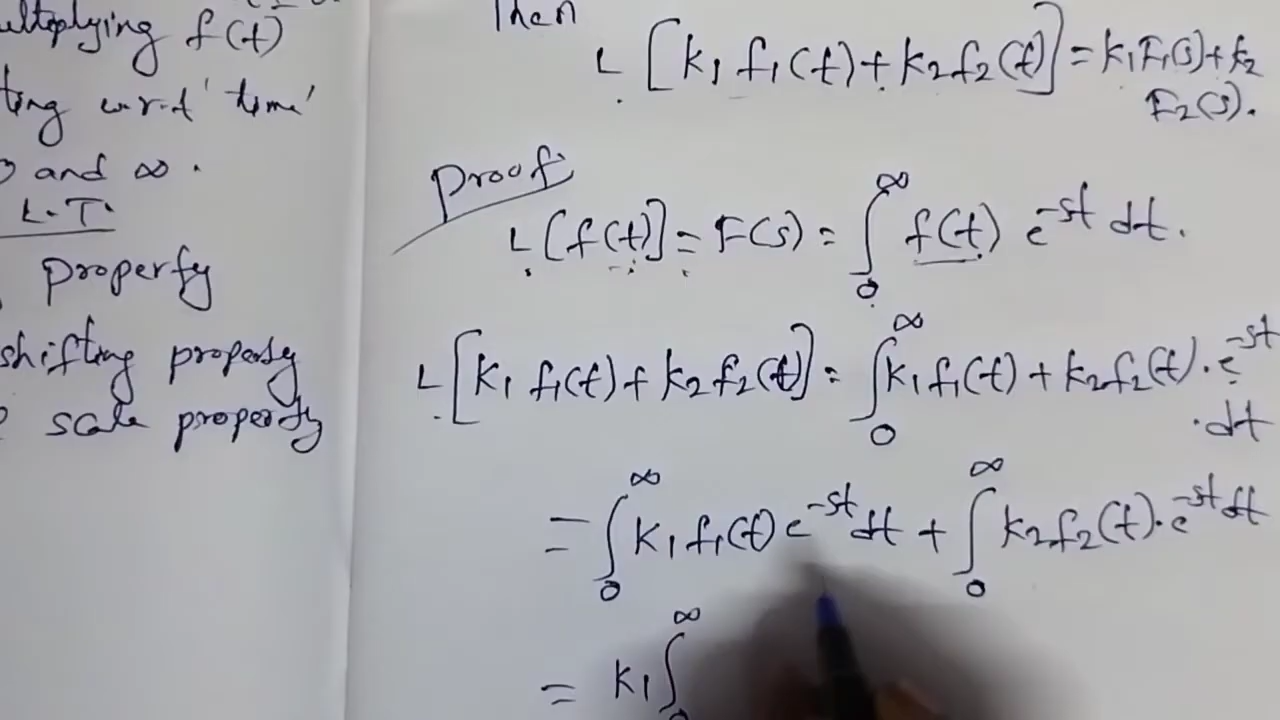 multiplying f(t)
ting w.r.t 'time'
0 and ∞.
L.T.
property
shifting property
scale property
Then
L[k1 f1(t) + k2 f2(t)] = k1 F1(s) + k2
F2(s).
Proof
L[f(t)] = F(s) = ∫₀^∞ f(t) e^-st dt.
L[k1 f1(t) + k2 f2(t)] = ∫₀^∞ k1 f1(t) + k2 f2(t) . e^-st
.dt
= ∫₀^∞ k1 f1(t) e^-st dt + ∫₀^∞ k2 f2(t) . e^-st dt
= k1 ∫₀^∞